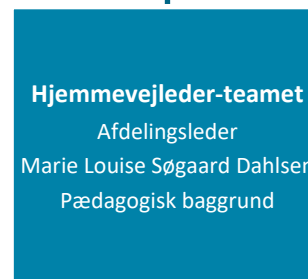 Hjemmevejleder-teamet
Afdelingsleder
Marie Louise Søgaard Dahlsen
Pædagogisk baggrund